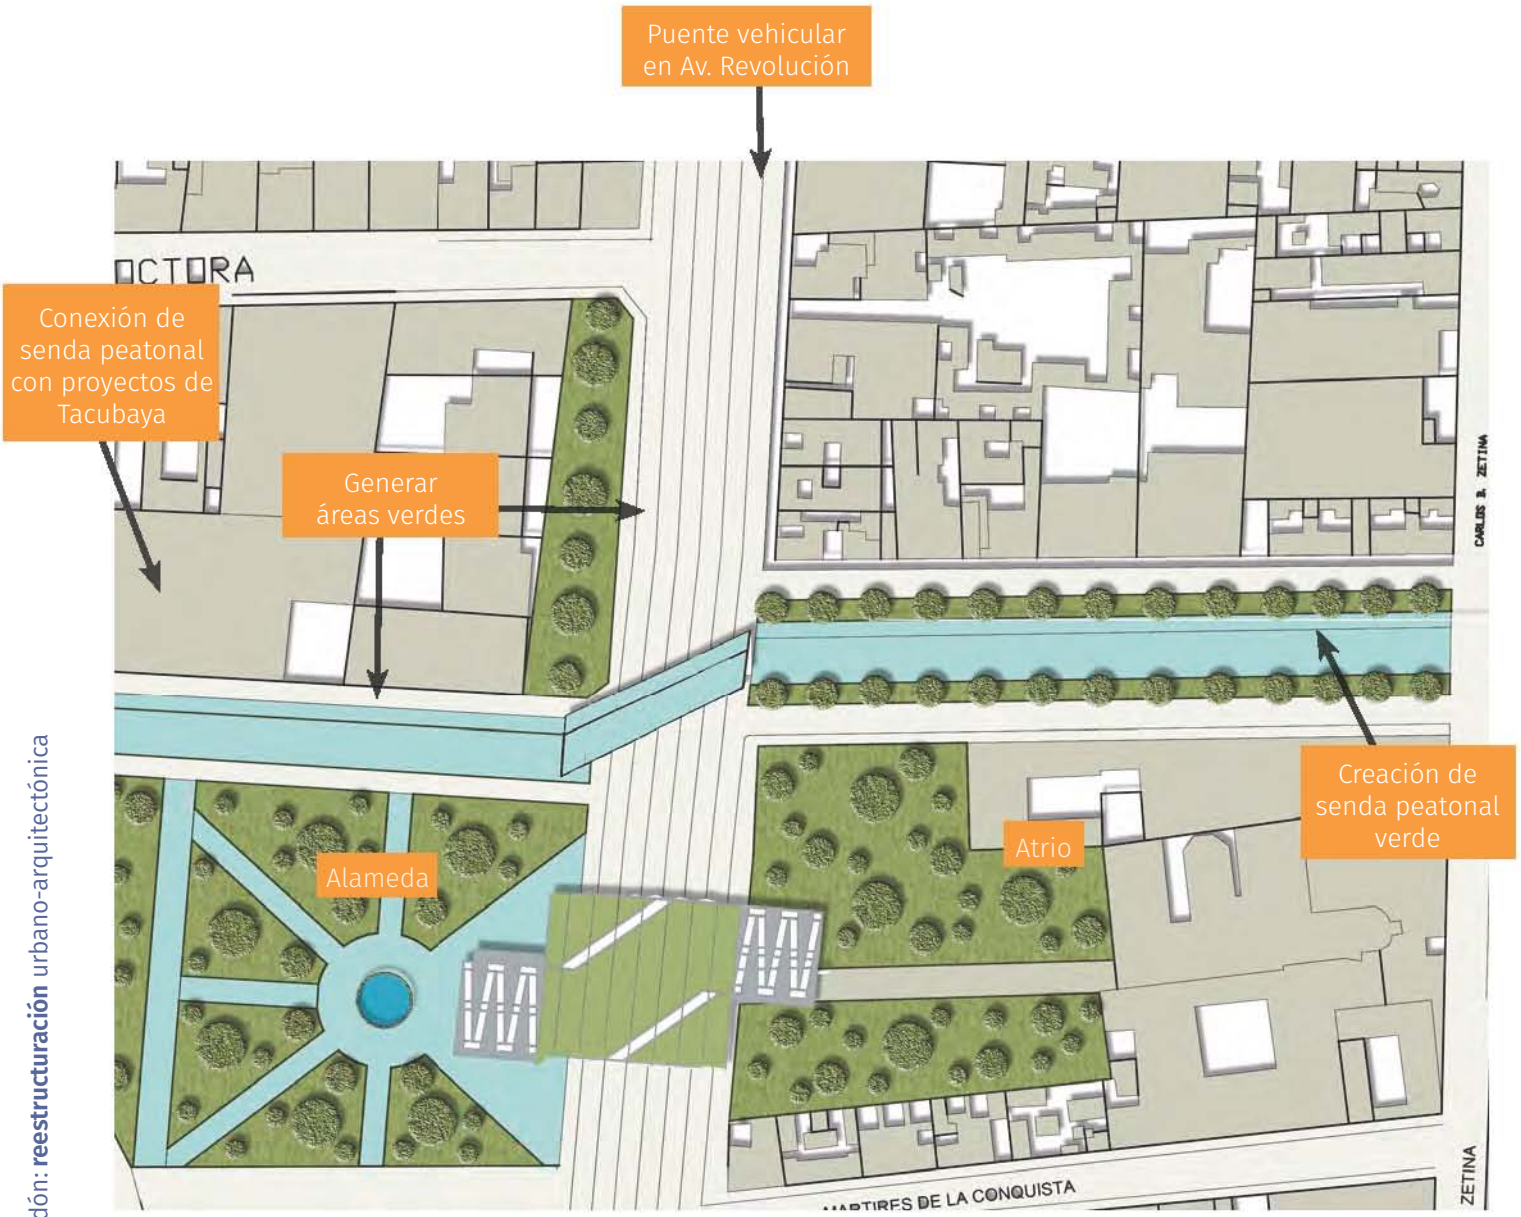 Puente vehicular
en Av. Revolución
OCTORA
Conexión de
senda peatonal
con proyectos de
Tacubaya
Generar
áreas verdes
CARLOS B. ZETINA
Creación de
senda peatonal
verde
Atrio
Alameda
MARTIRES DE LA CONQUISTA
ZETINA
dón: reestructuración urbano-arquitectónica